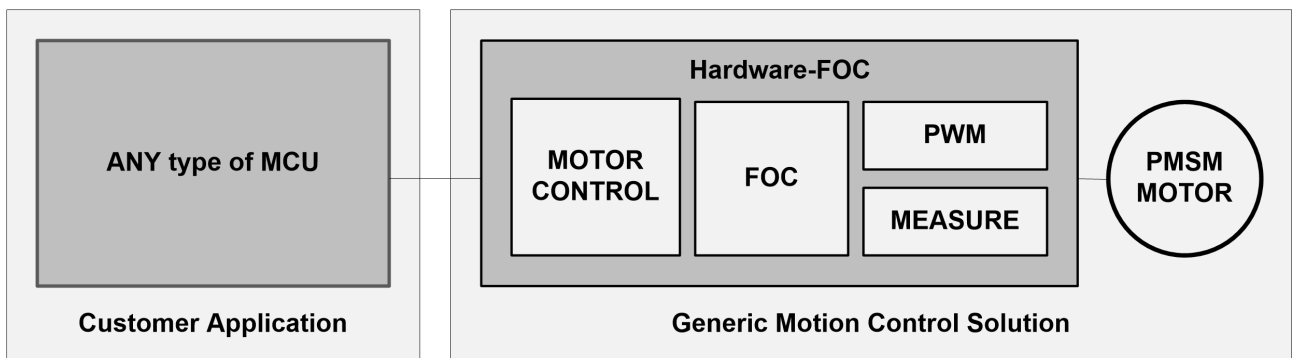 ANY type of MCU
Customer Application
Hardware-FOC
MOTOR
CONTROL
FOC
PWM
MEASURE
PMSM
MOTOR
Generic Motion Control Solution